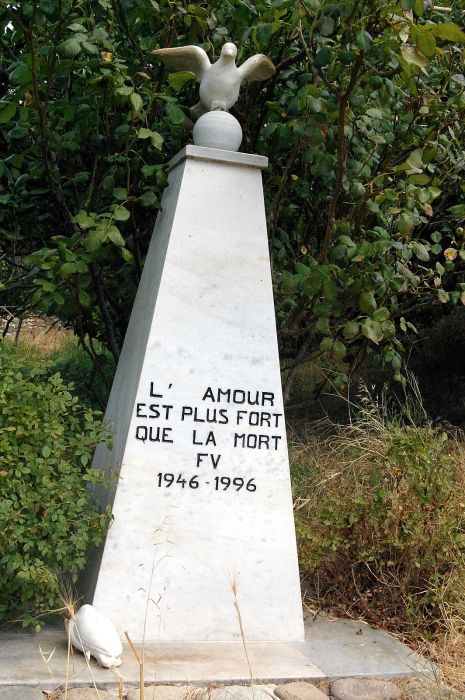 L' AMOUR
EST PLUS FORT
QUE LA MORT
FV
1946 - 1996